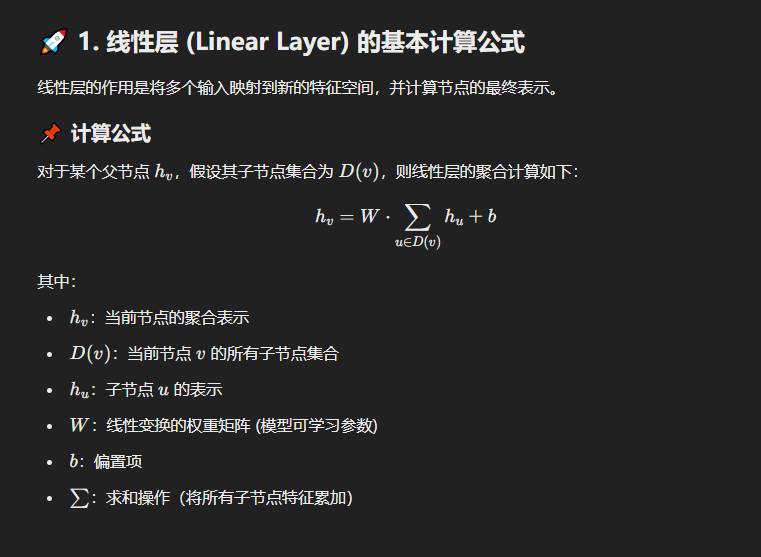 🚀 1. 线性层 (Linear Layer) 的基本计算公式
线性层的作用是将多个输入映射到新的特征空间，并计算节点的最终表示。
📌 计算公式
对于某个父节点 h_v，假设其子节点集合为 D(v)，则线性层的聚合计算如下：
h_v = W · ∑_{u∈D(v)} h_u + b
其中：
• h_v：当前节点的聚合表示
• D(v)：当前节点 v 的所有子节点集合
• h_u：子节点 u 的表示
• W：线性变换的权重矩阵 (模型可学习参数)
• b：偏置项
• ∑：求和操作（将所有子节点特征累加）